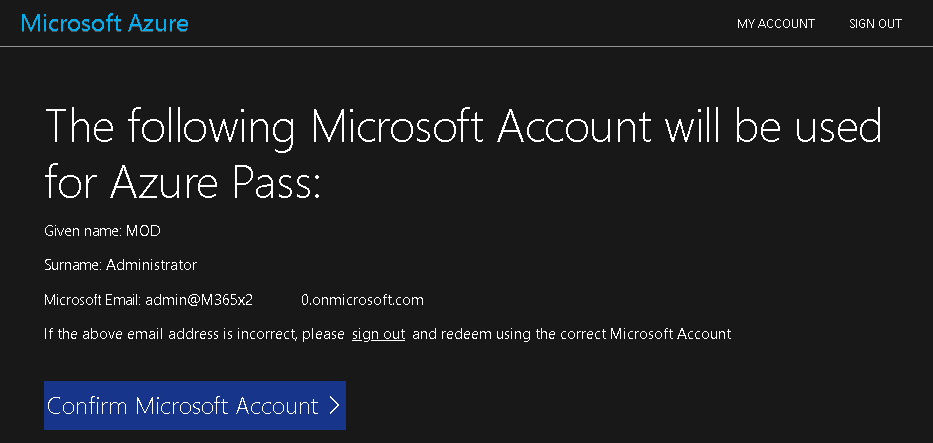 Microsoft Azure
MY ACCOUNT SIGN OUT
The following Microsoft Account will be used
for Azure Pass:
Given name: MOD
Surname: Administrator
Microsoft Email: admin@M365x2 0.onmicrosoft.com
If the above email address is incorrect, please sign out and redeem using the correct Microsoft Account
Confirm Microsoft Account >